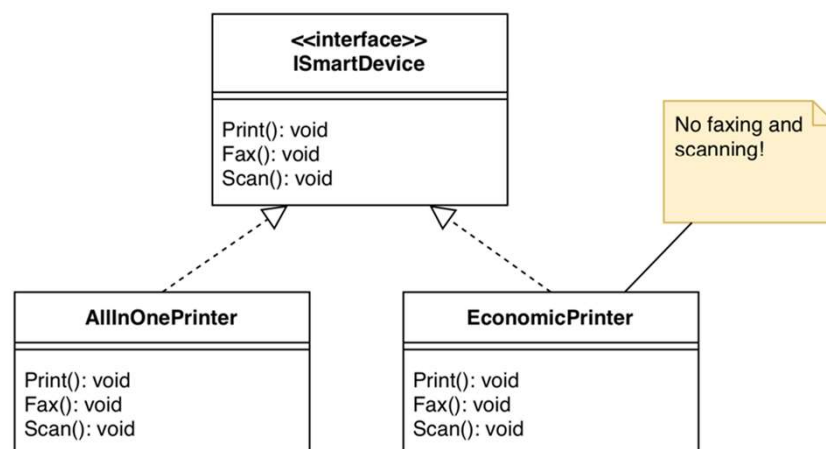 <<interface>>
ISmartDevice
Print(): void
Fax(): void
Scan(): void
No faxing and
scanning!
AllInOnePrinter
Print(): void
Fax(): void
Scan(): void
EconomicPrinter
Print(): void
Fax(): void
Scan(): void